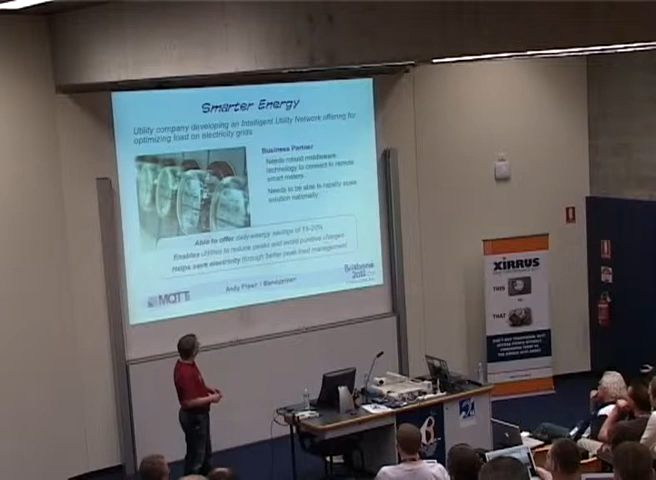 Smarter Energy
Utility company developing an Intelligent Utility Network offering for
optimizing load on electricity grids
Business Partner
Needs robust middleware
technology to connect to remote
smart meters
Needs to be able to rapidly scale
solution nationally
Able to offer daily energy savings of 15-20%
Enables utilities to reduce peaks and avoid punitive charges
Helps save electricity through better peak load management
MQTT
Andy Piper
Brisbane
2011
XIRRUS
THIS
THAT